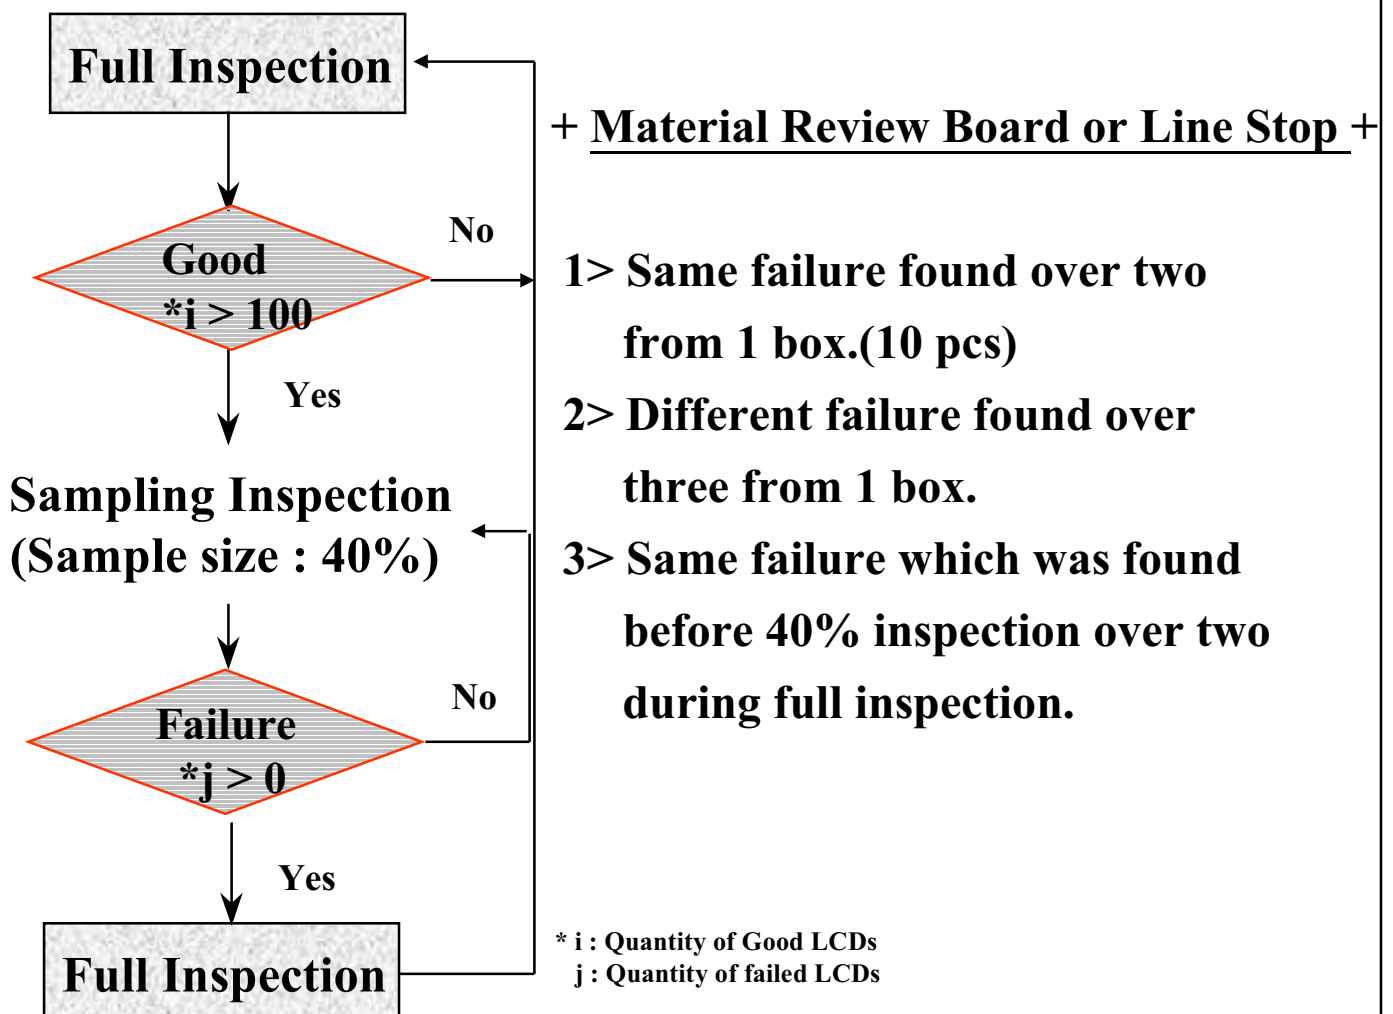 Full Inspection
+ Material Review Board or Line Stop +
Good
*i > 100
No
Yes
1> Same failure found over two
from 1 box.(10 pcs)
2> Different failure found over
three from 1 box.
3> Same failure which was found
before 40% inspection over two
during full inspection.
Sampling Inspection
(Sample size : 40%)
Failure
*j > 0
No
Yes
Full Inspection
* i : Quantity of Good LCDs
j : Quantity of failed LCDs